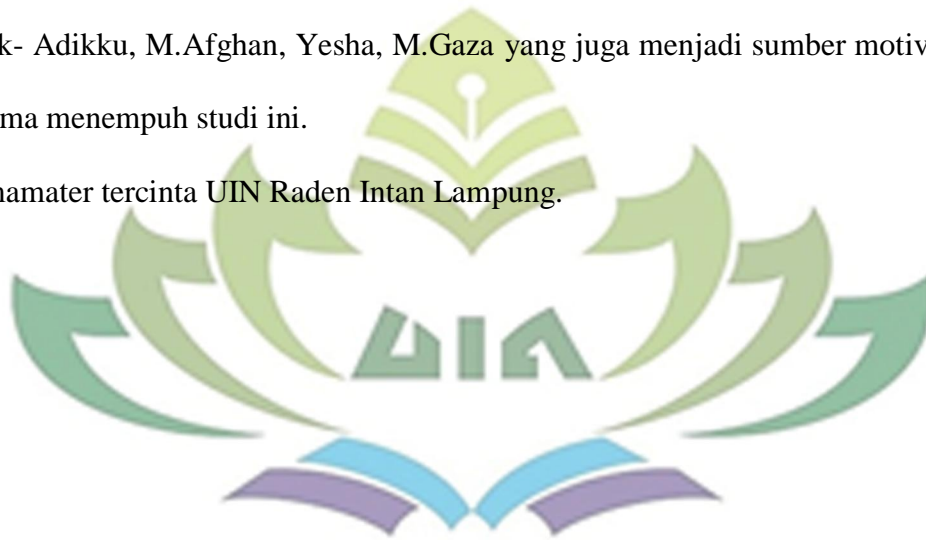 k- Adikku, M.Afghan, Yesha, M.Gaza yang juga menjadi sumber motiv
ma menempuh studi ini.
namater tercinta UIN Raden Intan Lampung.
UIN